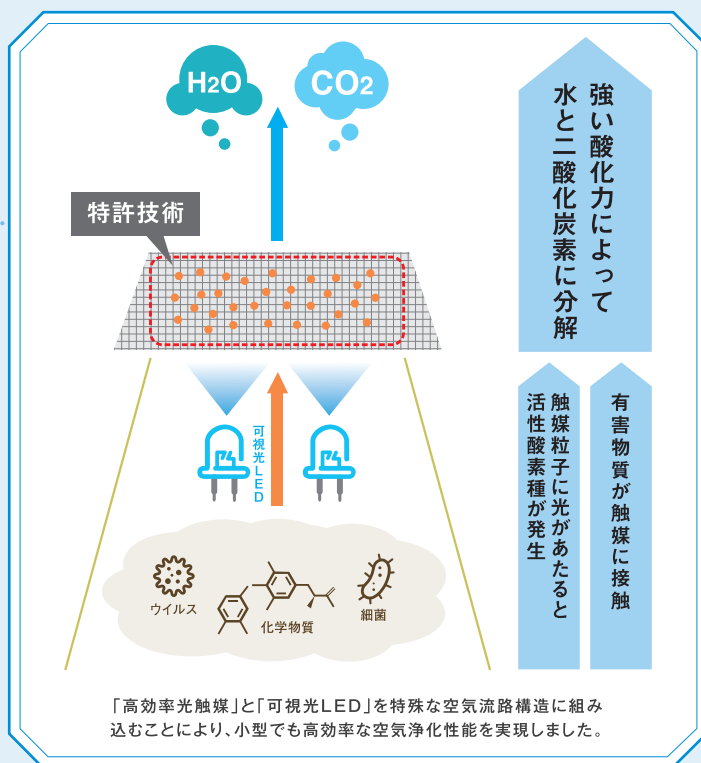 H2O
CO2
特許技術
強い酸化力によって
水と二酸化炭素に分解
可視光LED
有害物質が触媒に接触
触媒粒子に光があたると
活性酸素種が発生
ウイルス
化学物質
細菌
「高効率光触媒」と「可視光LED」を特殊な空気流路構造に組み
込むことにより、小型でも高効率な空気浄化性能を実現しました。